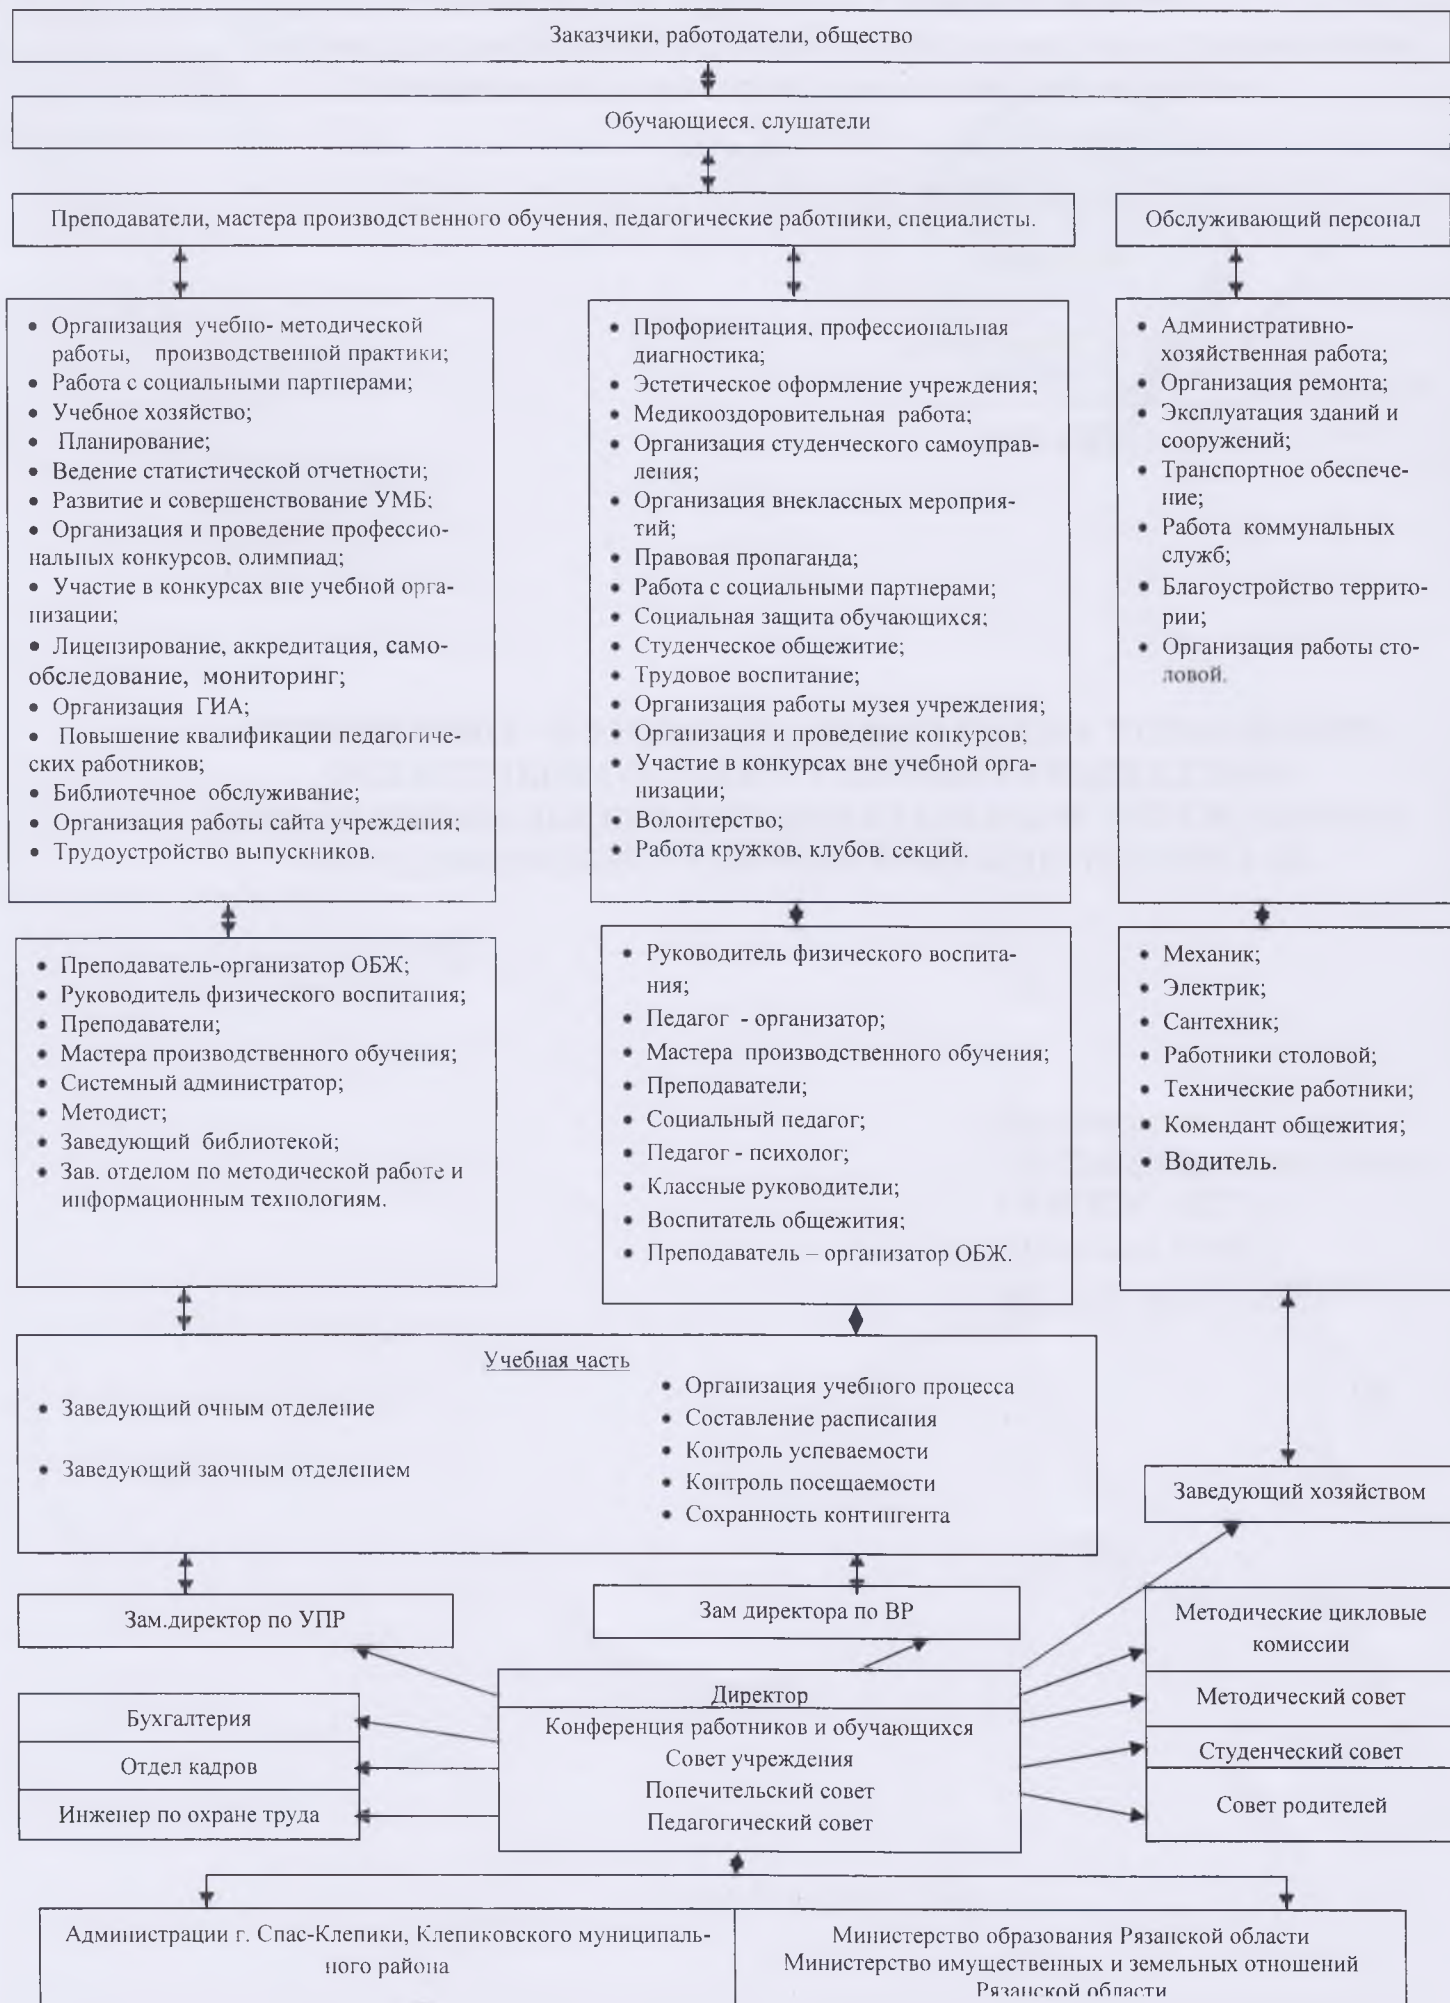 Заказчики, работодатели, общество
Обучающиеся. слушатели
Преподаватели, мастера производственного обучения, педагогические работники, специалисты.
Обслуживающий персонал
• Организация учебно- методической
работы, производственной практики;
• Работа с социальными партнерами;
• Учебное хозяйство;
• Планирование;
• Ведение статистической отчетности;
• Развитие и совершенствование УМБ;
• Организация и проведение профессио-
нальных конкурсов. олимпиад;
• Участие в конкурсах вне учебной орга-
низации;
• Лицензирование, аккредитация, само-
обследование, мониторинг;
• Организация ГИА;
• Повышение квалификации педагогиче-
ских работников;
• Библиотечное обслуживание;
• Организация работы сайта учреждения;
• Трудоустройство выпускников.
• Профориентация, профессиональная
диагностика;
• Эстетическое оформление учреждения;
• Медикооздоровительная работа;
• Организация студенческого самоуправ-
ления;
• Организация внеклассных мероприя-
тий;
• Правовая пропаганда;
• Работа с социальными партнерами;
• Социальная защита обучающихся;
• Студенческое общежитие;
• Трудовое воспитание;
• Организация работы музея учреждения;
• Организация и проведение конкурсов;
• Участие в конкурсах вне учебной орга-
низации;
• Волонтерство;
• Работа кружков, клубов. секций.
• Административно-
хозяйственная работа;
• Организация ремонта;
• Эксплуатация зданий и
сооружений;
• Транспортное обеспече-
ние;
• Работа коммунальных
служб;
• Благоустройство террито-
рии;
• Организация работы сто-
ловой.
• Преподаватель-организатор ОБЖ;
• Руководитель физического воспитания;
• Преподаватели;
• Мастера производственного обучения;
• Системный администратор;
• Методист;
• Заведующий библиотекой;
• Зав. отделом по методической работе и
информационным технологиям.
• Руководитель физического воспита-
ния;
• Педагог - организатор;
• Мастера производственного обучения;
• Преподаватели;
• Социальный педагог;
• Педагог - психолог;
• Классные руководители;
• Воспитатель общежития;
• Преподаватель – организатор ОБЖ.
• Механик;
• Электрик;
• Сантехник;
• Работники столовой;
• Технические работники;
• Комендант общежития;
• Водитель.
Учебная часть
• Заведующий очным отделение
• Заведующий заочным отделением
• Организация учебного процесса
• Составление расписания
• Контроль успеваемости
• Контроль посещаемости
• Сохранность контингента
Заведующий хозяйством
Зам.директор по УПР
Зам директора по ВР
Методические цикловые
комиссии
Методический совет
Студенческий совет
Совет родителей
Бухгалтерия
Отдел кадров
Инженер по охране труда
Директор
Конференция работников и обучающихся
Совет учреждения
Попечительский совет
Педагогический совет
Администрации г. Спас-Клепики, Клепиковского муниципаль-
ного района
Министерство образования Рязанской области
Министерство имущественных и земельных отношений
Рязанской области